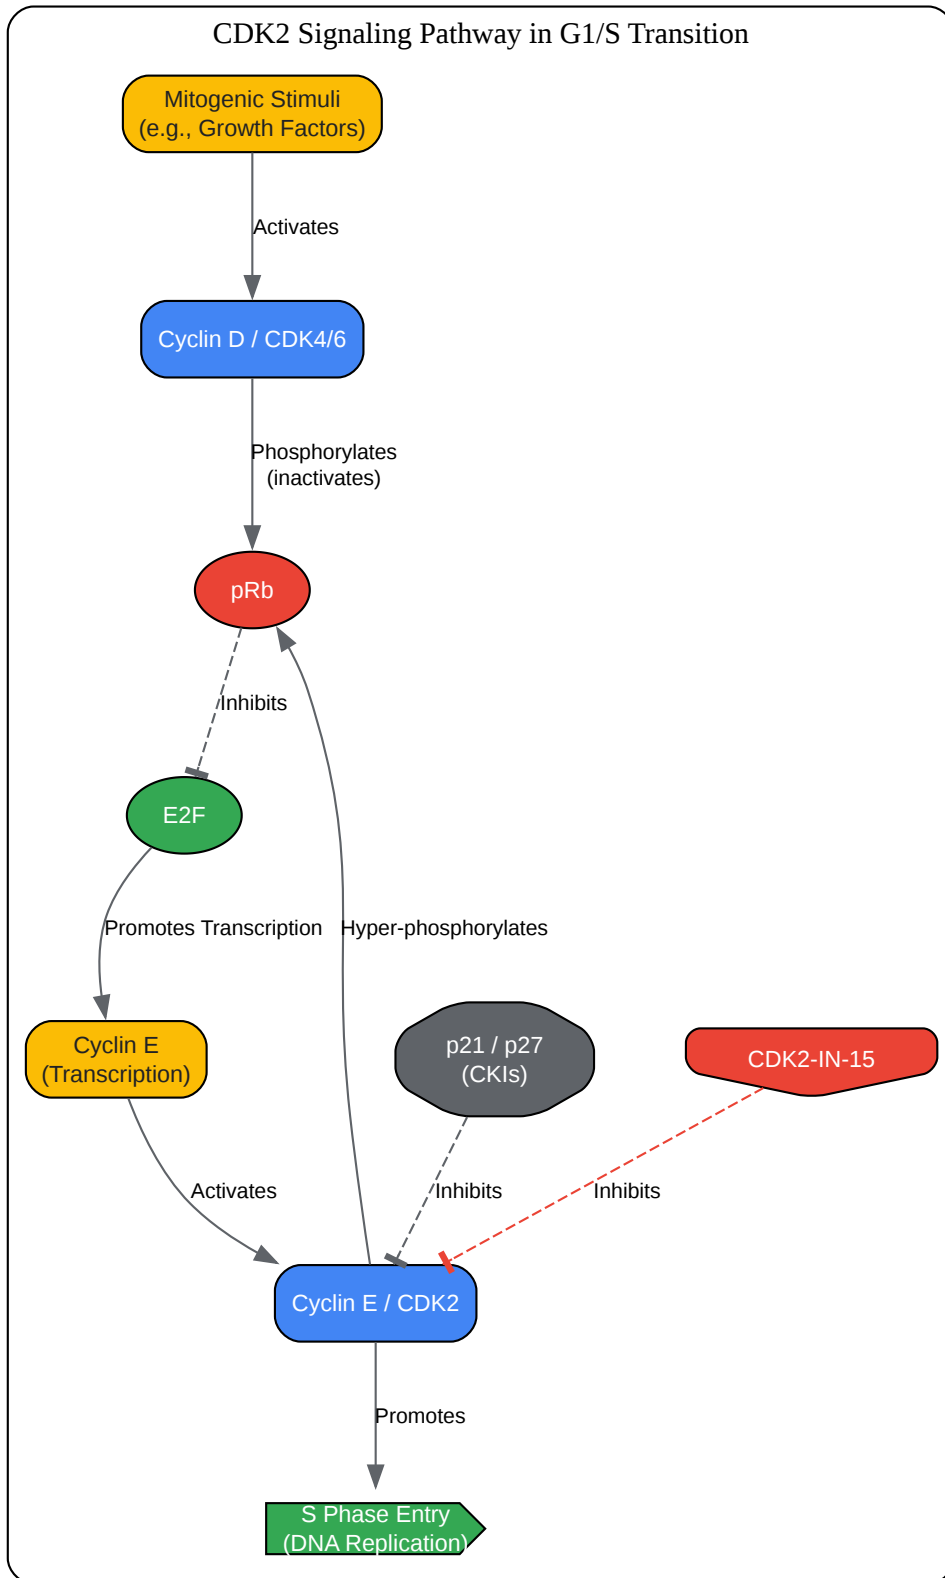 CDK2 Signaling Pathway in G1/S Transition
Mitogenic Stimuli
(e.g., Growth Factors)
Activates
Cyclin D / CDK4/6
Phosphorylates
(inactivates)
pRb
Inhibits
E2F
Promotes Transcription
Hyper-phosphorylates
Cyclin E
(Transcription)
p21 / p27
(CKIs)
CDK2-IN-15
Activates
Inhibits
Inhibits
Cyclin E / CDK2
Promotes
S Phase Entry
(DNA Replication)